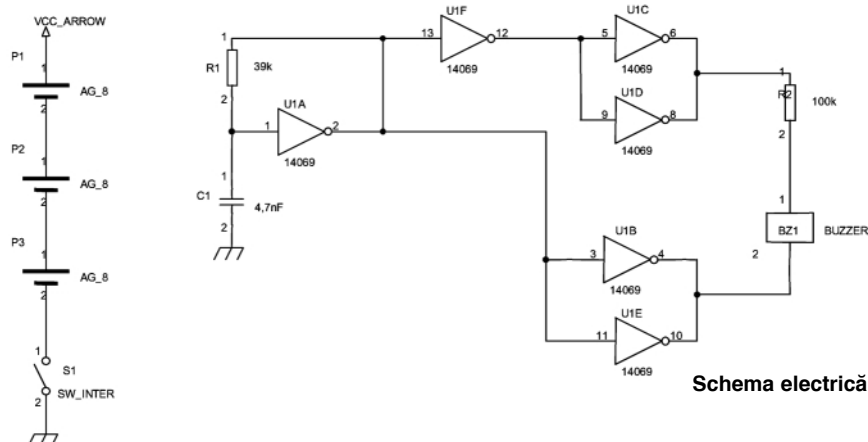 VCC_ARROW
P1
1
AG_8
2
P2
1
AG_8
2
P3
1
AG_8
2
1
S1
2
SW_INTER
1
R1
39k
2
U1A
1
2
14069
1
C1
4,7nF
2
U1F
13
12
14069
U1C
5
6
14069
U1D
9
8
14069
1
R2
100k
2
1
BZ1
BUZZER
2
U1B
3
4
14069
U1E
11
10
14069
Schema electrică